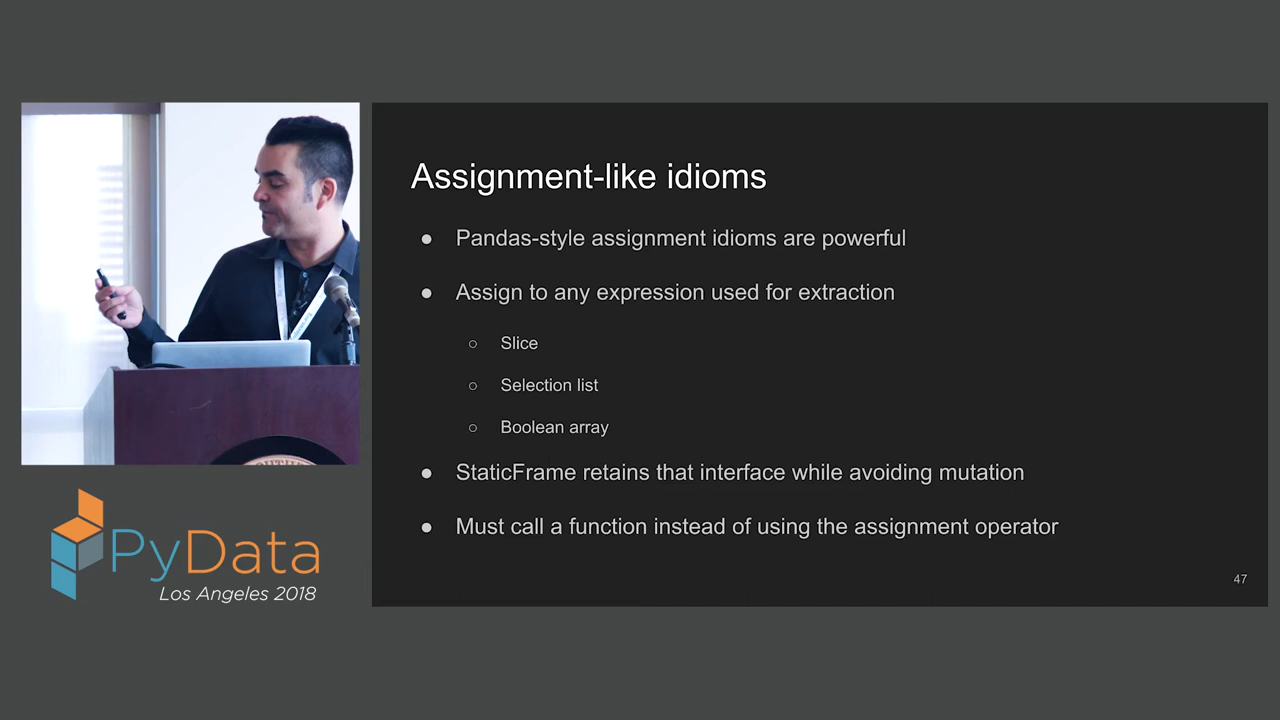 Assignment-like idioms
● Pandas-style assignment idioms are powerful
● Assign to any expression used for extraction
○ Slice
○ Selection list
○ Boolean array
● StaticFrame retains that interface while avoiding mutation
● Must call a function instead of using the assignment operator
47
PyData
Los Angeles 2018